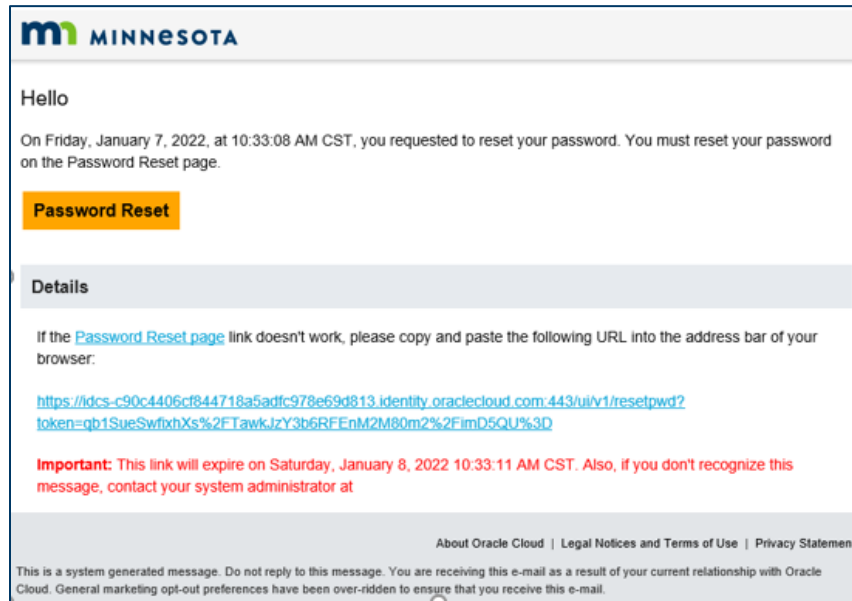 mn MINNESOTA
Hello
On Friday, January 7, 2022, at 10:33:08 AM CST, you requested to reset your password. You must reset your password
on the Password Reset page.
Password Reset
Details
If the Password Reset page link doesn't work, please copy and paste the following URL into the address bar of your
browser:
https://idcs-c90c4406cf844718a5adfc978e69d813.identity.oraclecloud.com:443/ui/v1/resetpwd?
token=qb1SueSwfixhXs%2FTawkJzY3b6RFEnM2M80m2%2FimD5QU%3D
Important: This link will expire on Saturday, January 8, 2022 10:33:11 AM CST. Also, if you don't recognize this
message, contact your system administrator at
About Oracle Cloud | Legal Notices and Terms of Use | Privacy Statemen
This is a system generated message. Do not reply to this message. You are receiving this e-mail as a result of your current relationship with Oracle
Cloud. General marketing opt-out preferences have been over-ridden to ensure that you receive this e-mail.